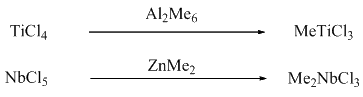 TiCl₄ Al₂Me₆ MeTiCl₃
NbCl₅ ZnMe₂ Me₂NbCl₃